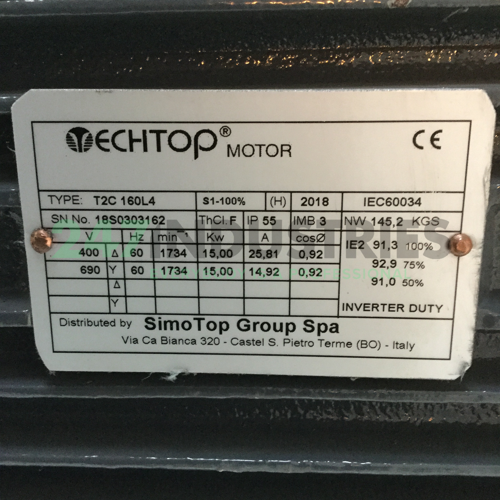 TECHTOP® MOTOR CE
TYPE: T2C 160L4 S1-100% (H) 2018 IEC60034
SN No. 18S0303162 ThCl. F IP 55 IMB 3 NW 145,2 KGS
V Hz min⁻¹ Kw A cosØ IE2 91,3 100%
400 Δ 60 1734 15,00 25,81 0,92 92,9 75%
690 Y 60 1734 15,00 14,92 0,92 91,0 50%
Δ
Y INVERTER DUTY
Distributed by SimoTop Group Spa
Via Ca Bianca 320 - Castel S. Pietro Terme (BO) - Italy
24/7 INDUSTRIES